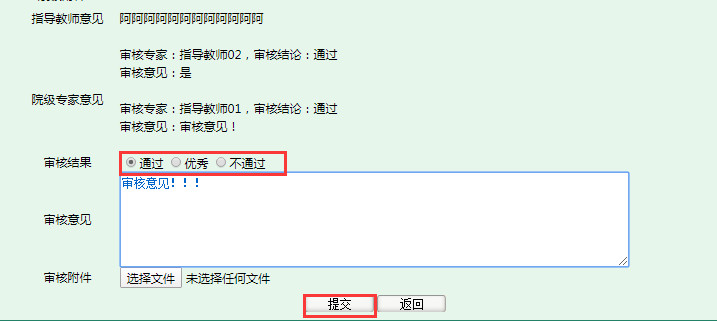 指导教师意见 阿阿阿阿阿阿阿阿阿阿阿阿
审核专家：指导教师02，审核结论：通过
审核意见：是
院级专家意见
审核专家：指导教师01，审核结论：通过
审核意见：审核意见！
审核结果 通过 优秀 不通过
审核意见！！！
审核意见
审核附件 选择文件 未选择任何文件
提交 返回